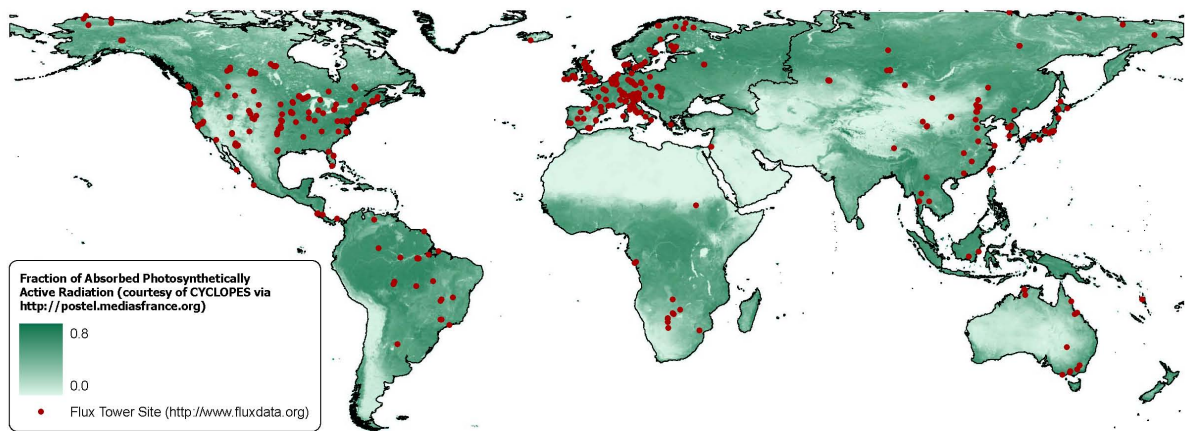 Fraction of Absorbed Photosynthetically
Active Radiation (courtesy of CYCLOPES via
http://postel.mediasfrance.org)
0.8
0.0
Flux Tower Site (http://www.fluxdata.org)